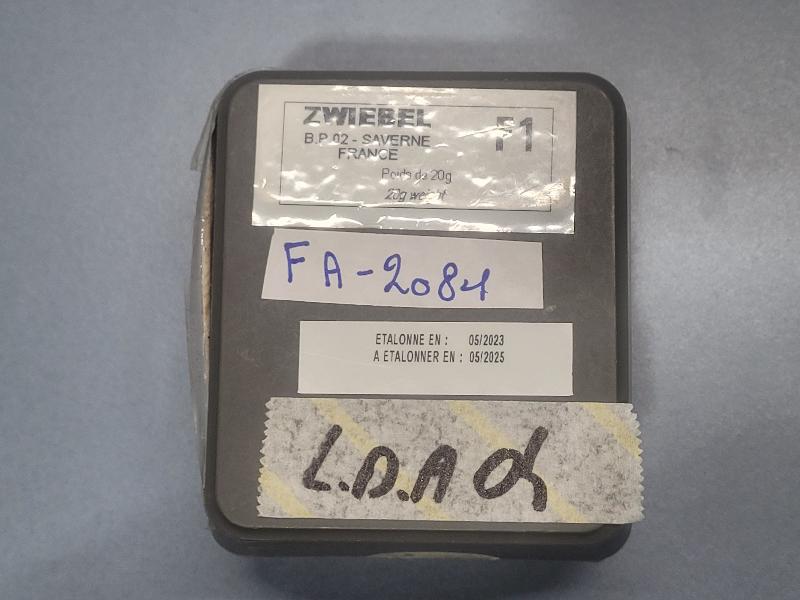 ZWIEBEL F1
B.P. 02 - SAVERNE
FRANCE
Poids de 20g
20g weight
FA-2084
ETALONNE EN : 05/2023
A ETALONNER EN : 05/2025
L.D.A α